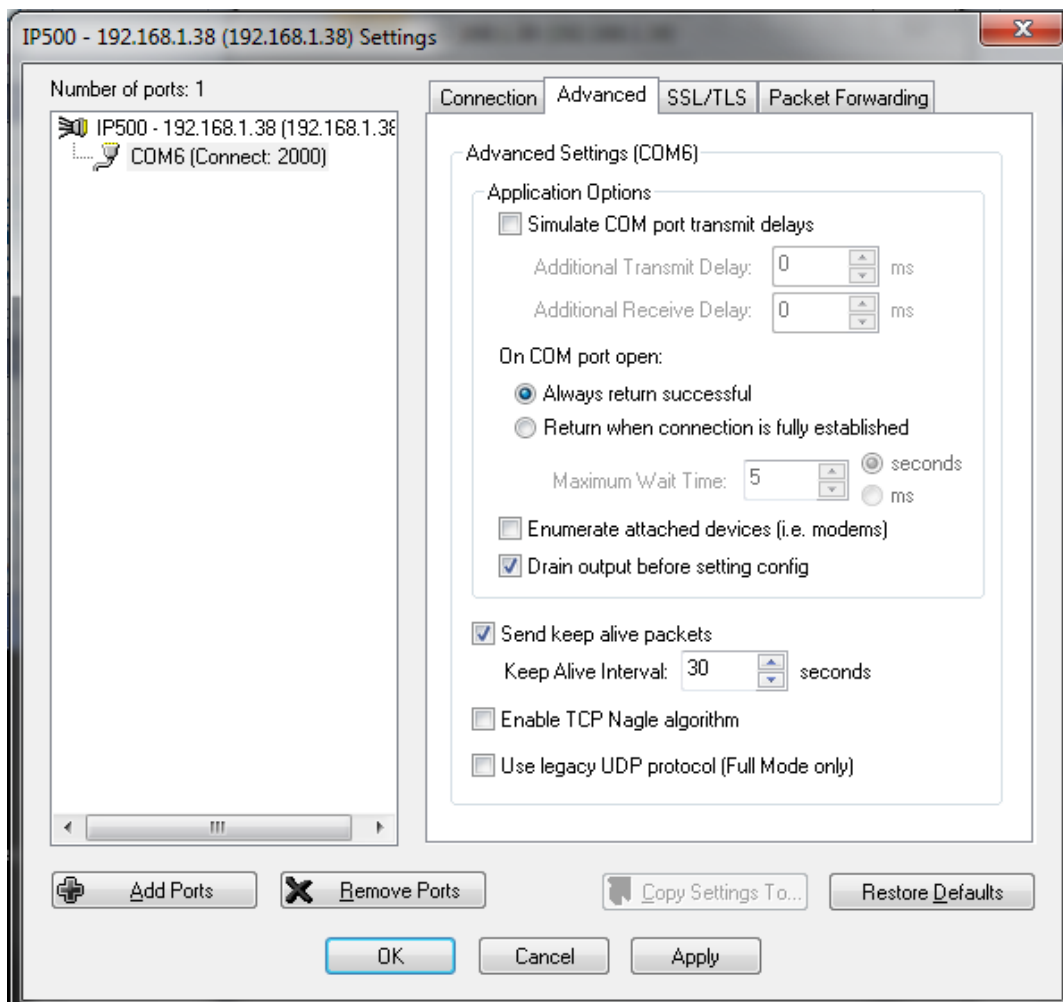 IP500 - 192.168.1.38 (192.168.1.38) Settings
Number of ports: 1
IP500 - 192.168.1.38 (192.168.1.38
COM6 (Connect: 2000)
Connection Advanced SSL/TLS Packet Forwarding
Advanced Settings (COM6)
Application Options
Simulate COM port transmit delays
Additional Transmit Delay: 0 ms
Additional Receive Delay: 0 ms
On COM port open:
Always return successful
Return when connection is fully established
Maximum Wait Time: 5 seconds
ms
Enumerate attached devices (i.e. modems)
Drain output before setting config
Send keep alive packets
Keep Alive Interval: 30 seconds
Enable TCP Nagle algorithm
Use legacy UDP protocol (Full Mode only)
Add Ports Remove Ports Copy Settings To... Restore Defaults
OK Cancel Apply